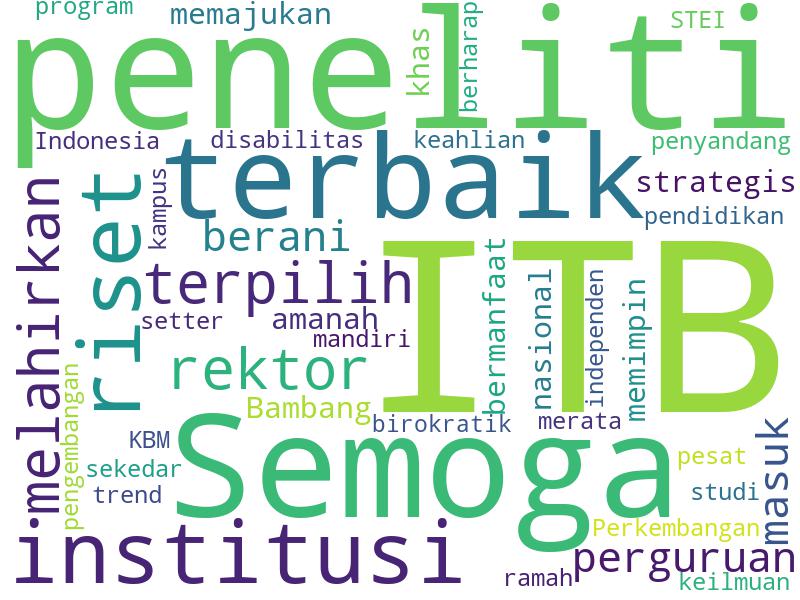 program
memajukan
STEI
peneliti
khas
berharap
Indonesia
disabilitas
keahlian
penyandang
terbaik
kampus
riset
melahirkan
strategis
pendidikan
berani
ITB
terpilih
bermanfaat
nasional
independen
memimpin
setter
amanah
mandiri
rektor
pengembangan
Bambang
birokratik
merata
Semoga
KBM
masuk
sekedar
pesat
trend
studi
institusi
Perkembangan
perguruan
ramah
keilmuan